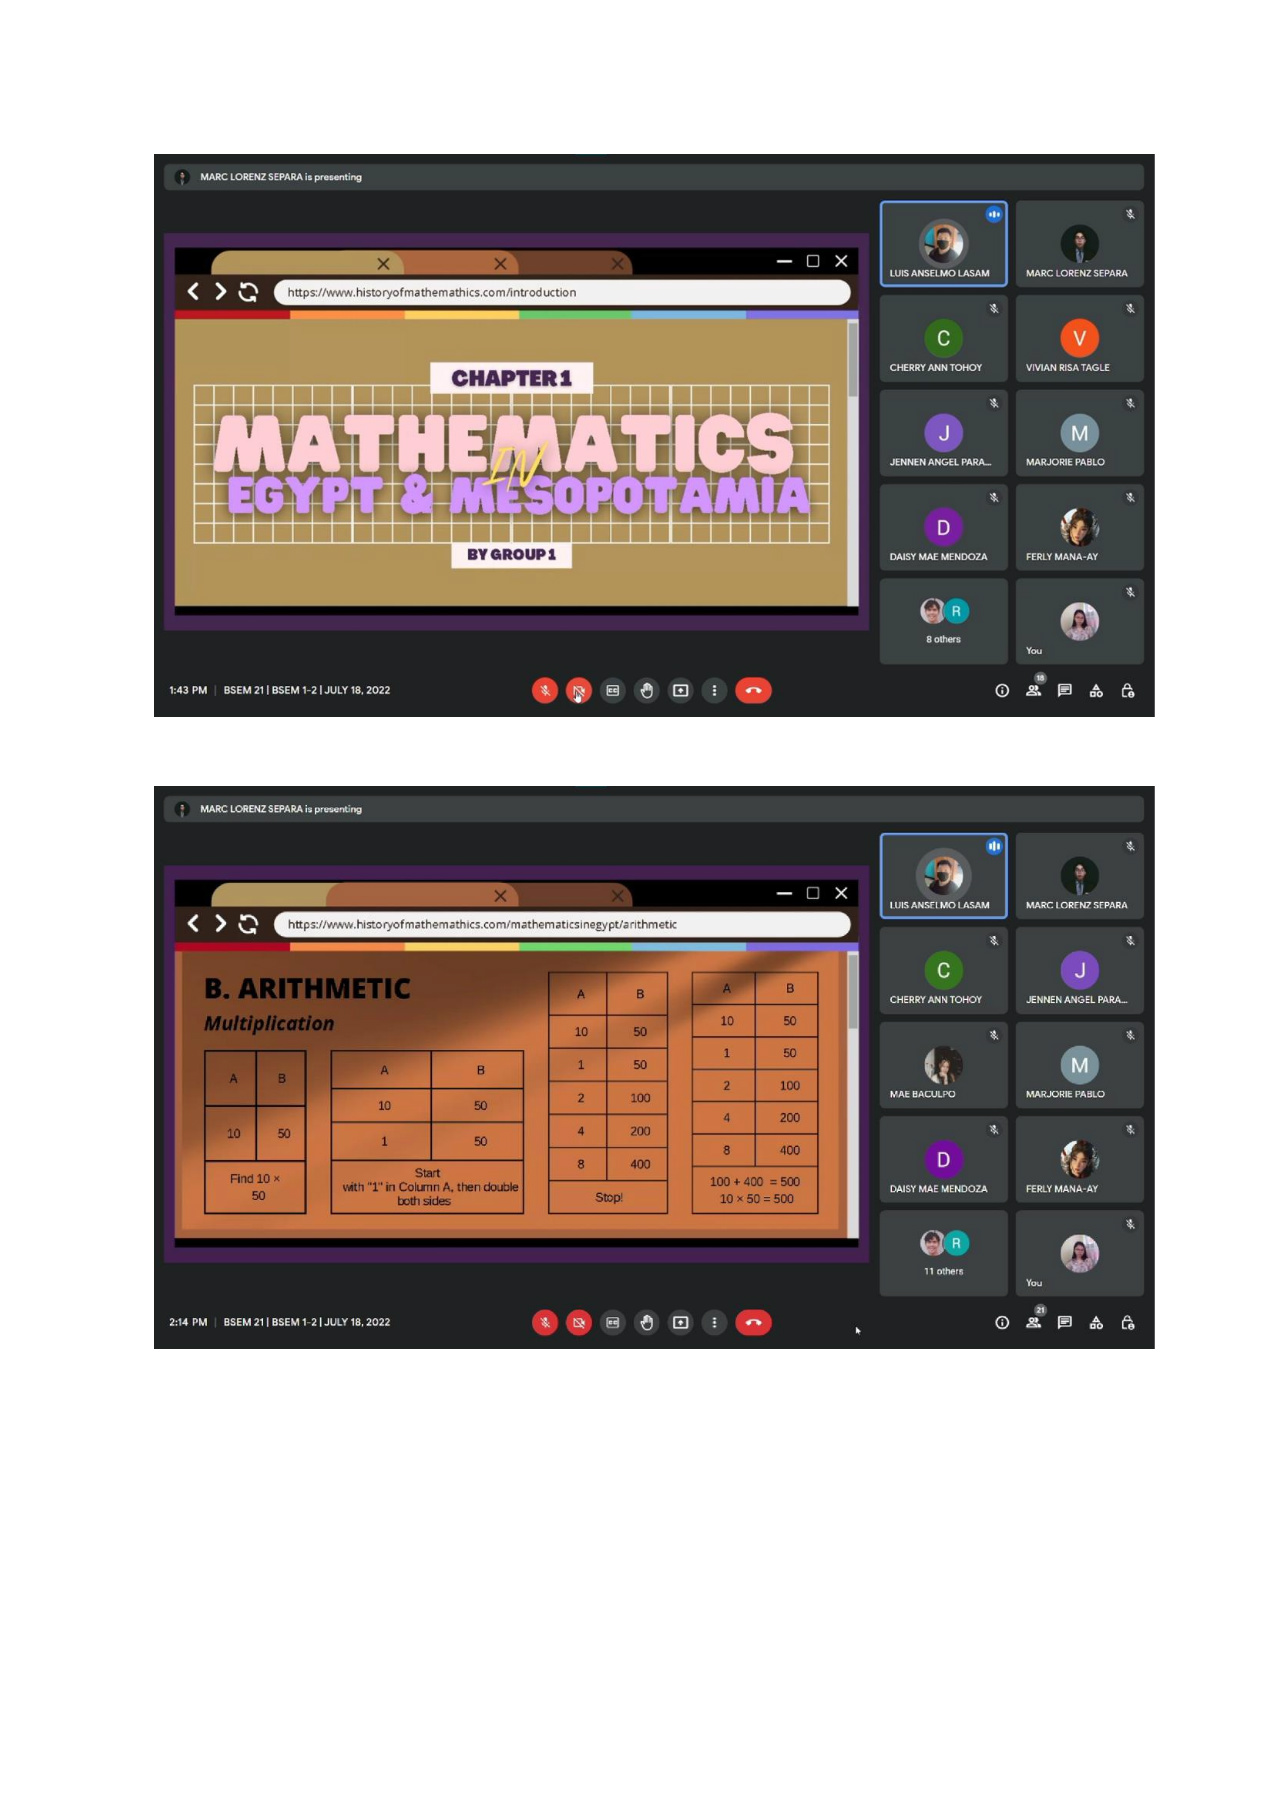 MARC LORENZ SEPARA is presenting
https://www.historyofmathemathics.com/introduction
CHAPTER 1
MATHEMATICS
IN
EGYPT & MESOPOTAMIA
BY GROUP 1
LUIS ANSELMO LASAM
MARC LORENZ SEPARA
C
CHERRY ANN TOHOY
V
VIVIAN RISA TAGLE
J
JENNEN ANGEL PARA...
M
MARJORIE PABLO
D
DAISY MAE MENDOZA
FERLY MANA-AY
R
8 others
You
1:43 PM | BSEM 21 | BSEM 1-2 | JULY 18, 2022
18
MARC LORENZ SEPARA is presenting
https://www.historyofmathemathics.com/mathematicsinegypt/arithmetic
B. ARITHMETIC
Multiplication
A B
10 50
Find 10 ×
50
A B
10 50
1 50
Start
with "1" in Column A, then double
both sides
A B
10 50
1 50
2 100
4 200
8 400
Stop!
A B
10 50
1 50
2 100
4 200
8 400
100 + 400 = 500
10 × 50 = 500
LUIS ANSELMO LASAM
MARC LORENZ SEPARA
C
CHERRY ANN TOHOY
J
JENNEN ANGEL PARA...
MAE BACULPO
M
MARJORIE PABLO
D
DAISY MAE MENDOZA
FERLY MANA-AY
R
11 others
You
2:14 PM | BSEM 21 | BSEM 1-2 | JULY 18, 2022
21